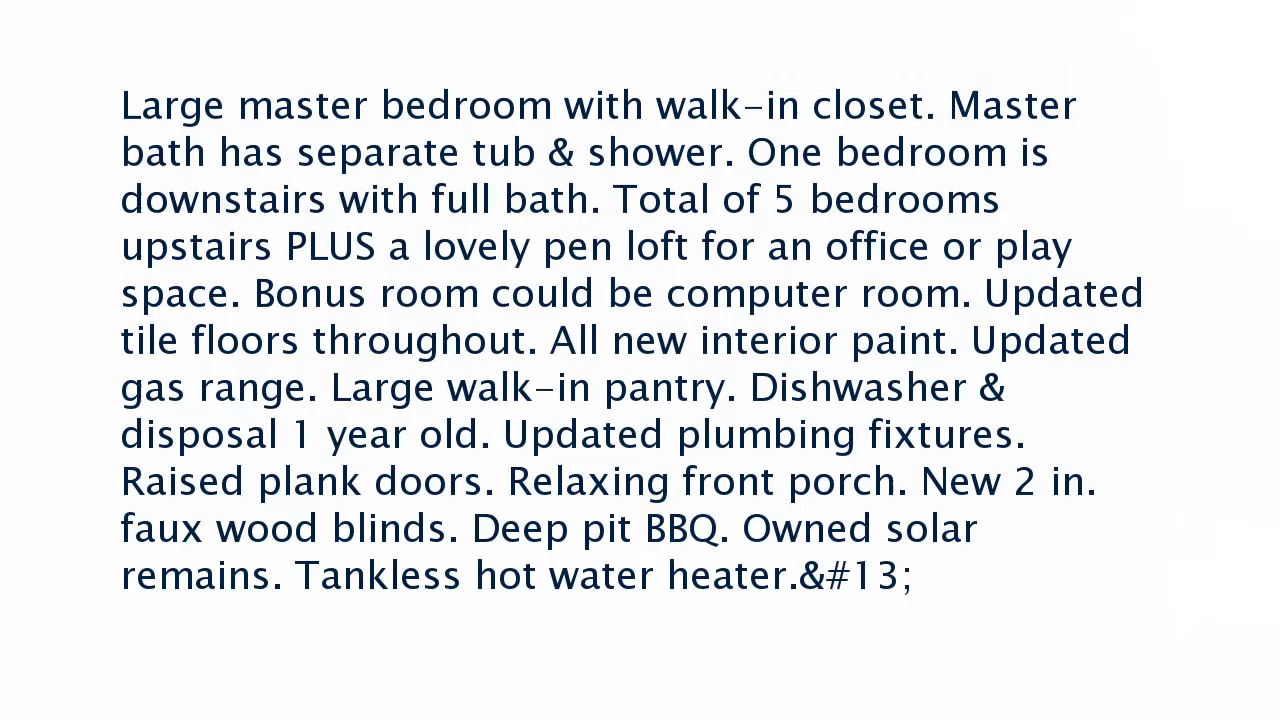 Large master bedroom with walk-in closet. Master
bath has separate tub & shower. One bedroom is
downstairs with full bath. Total of 5 bedrooms
upstairs PLUS a lovely pen loft for an office or play
space. Bonus room could be computer room. Updated
tile floors throughout. All new interior paint. Updated
gas range. Large walk-in pantry. Dishwasher &
disposal 1 year old. Updated plumbing fixtures.
Raised plank doors. Relaxing front porch. New 2 in.
faux wood blinds. Deep pit BBQ. Owned solar
remains. Tankless hot water heater.&#13;